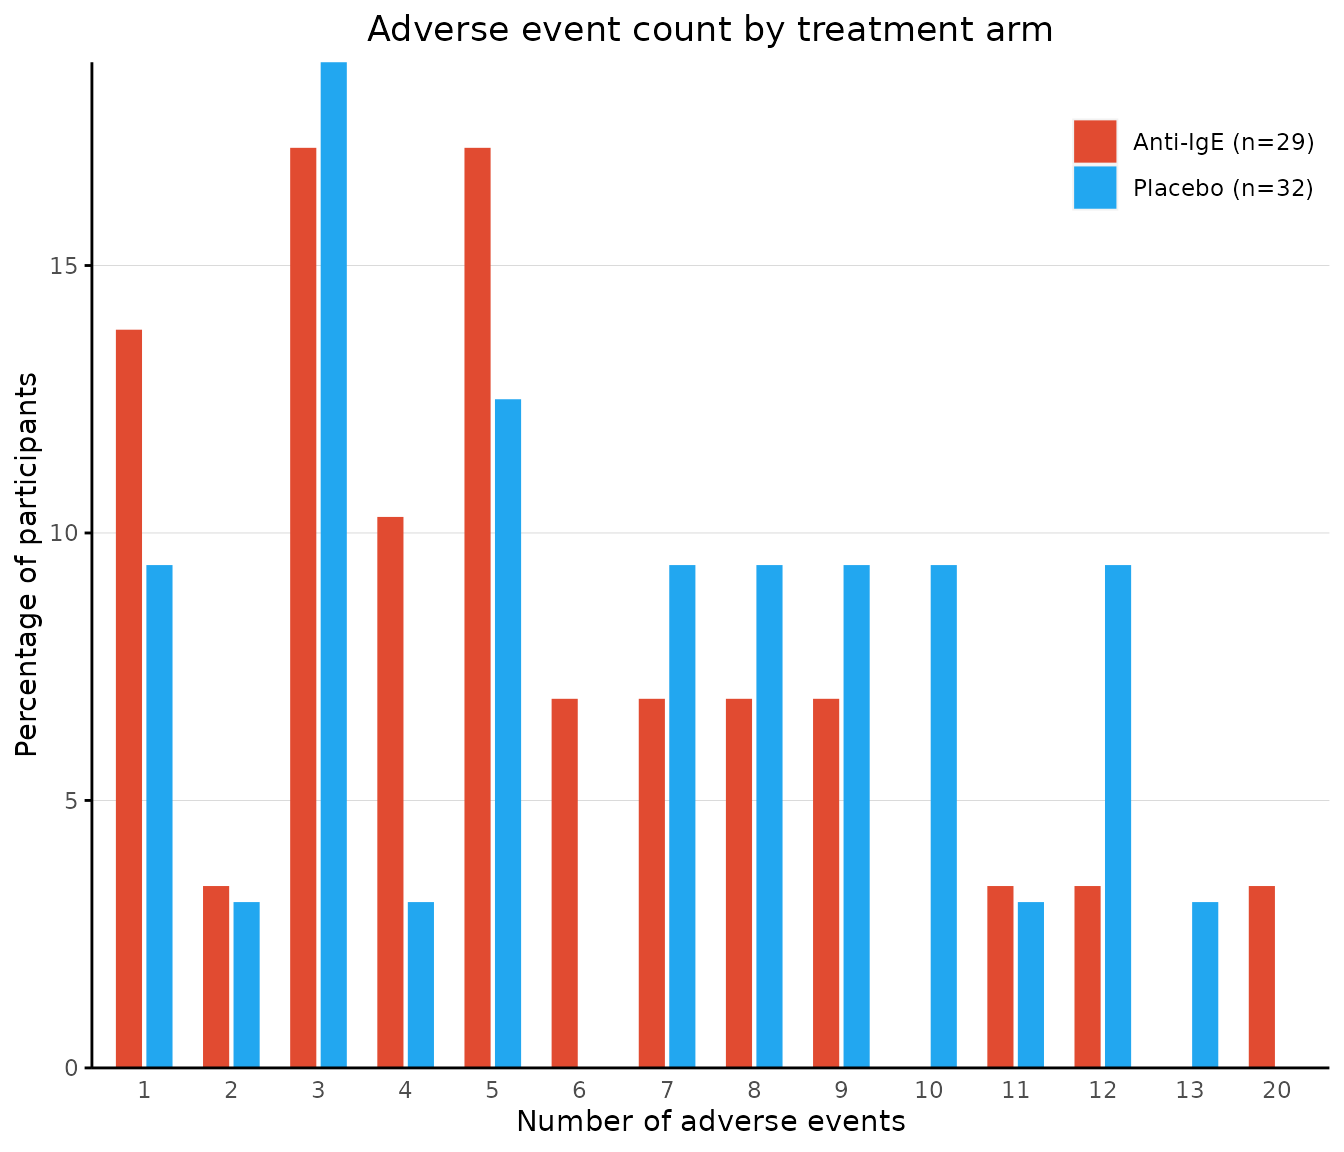 Adverse event count by treatment arm
Anti-IgE (n=29)
Placebo (n=32)
Percentage of participants
15
10
5
0
1 2 3 4 5 6 7 8 9 10 11 12 13 20
Number of adverse events